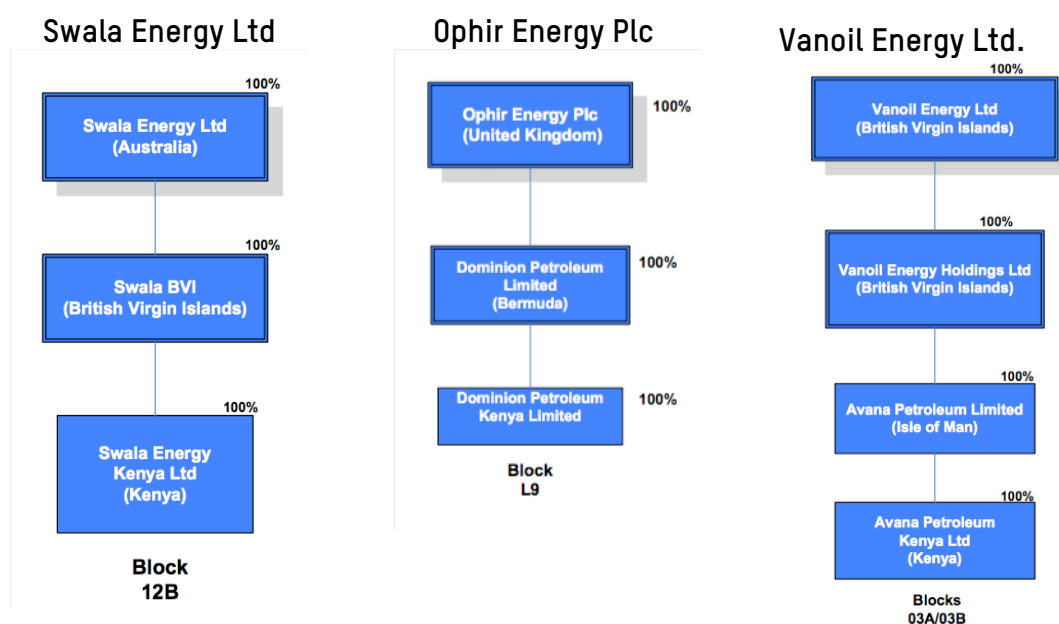 Swala Energy Ltd
100%
Swala Energy Ltd
(Australia)
100%
Swala BVI
(British Virgin Islands)
100%
Swala Energy
Kenya Ltd
(Kenya)
Block
12B
Ophir Energy Plc
100%
Ophir Energy Plc
(United Kingdom)
100%
Dominion Petroleum
Limited
(Bermuda)
100%
Dominion Petroleum
Kenya Limited
Block
L9
Vanoil Energy Ltd.
100%
Vanoil Energy Ltd
(British Virgin Islands)
100%
Vanoil Energy Holdings Ltd
(British Virgin Islands)
100%
Avana Petroleum Limited
(Isle of Man)
100%
Avana Petroleum
Kenya Ltd
(Kenya)
Blocks
03A/03B